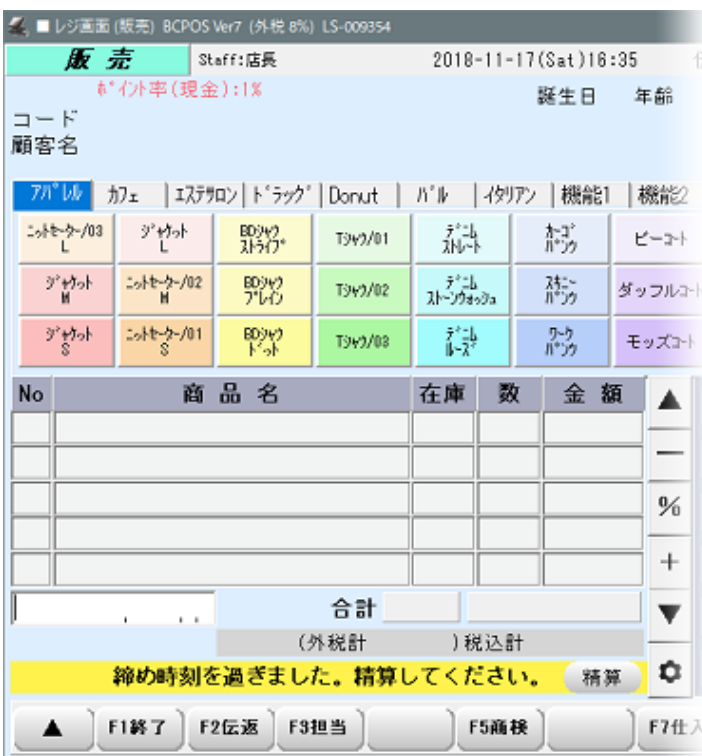 ■レジ画面(販売) BCPOS Ver7 (外税 8%) LS-009354
販 売 Staff:店長 2018-11-17(Sat)16:35
ﾎﾟｲﾝﾄ率(現金):1% 誕生日 年齢
コード
顧客名
ｱﾊﾟﾚﾙ ｶﾌｪ ｴｽﾃｻﾛﾝ ﾄﾞﾗｯｸﾞ Donut ﾊﾞﾙ ｲﾀﾘｱﾝ 機能1 機能2
ﾆｯﾄｾｰﾀｰ/03 L ｼﾞｬｹｯﾄ L BDｼｬﾂ ｽﾄﾗｲﾌﾟ Tｼｬﾂ/01 ﾃﾞﾆﾑ ｽﾄﾚｰﾄ ｶｰｺﾞ ﾊﾟﾝﾂ ピーｺｰﾄ
ｼﾞｬｹｯﾄ M ﾆｯﾄｾｰﾀｰ/02 M BDｼｬﾂ ﾌﾟﾚｲﾝ Tｼｬﾂ/02 ﾃﾞﾆﾑ ｽﾄｰﾝｳｫｯｼｭ ｽｷﾆｰ ﾊﾟﾝﾂ ダッフルｺｰﾄ
ｼﾞｬｹｯﾄ S ﾆｯﾄｾｰﾀｰ/01 S BDｼｬﾂ ﾄﾞｯﾄ Tｼｬﾂ/03 ﾃﾞﾆﾑ ﾙｰｽﾞ ﾜｰｸ ﾊﾟﾝﾂ モッズｺｰﾄ
No 商 品 名 在庫 数 金 額 ▲
－
%
＋
, . . 合計 ▼
(外税計 )税込計
締め時刻を過ぎました。精算してください。 精算
▲ F1終了 F2伝返 F3担当 F5商検 F7仕入